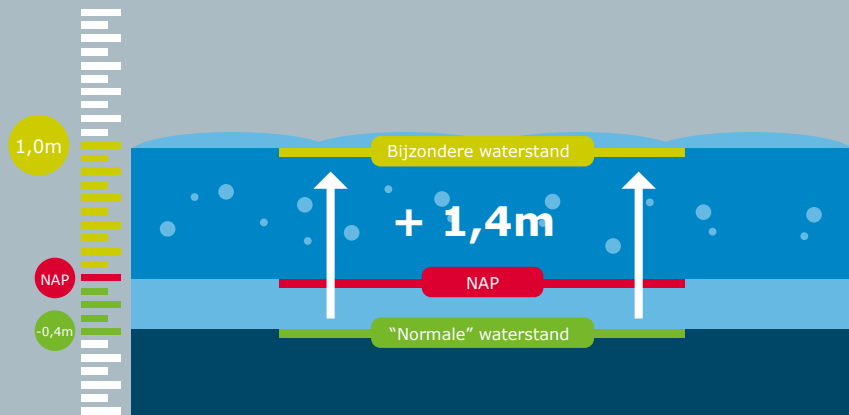 1,0m
Bijzondere waterstand
+ 1,4m
NAP
NAP
-0,4m
“Normale” waterstand